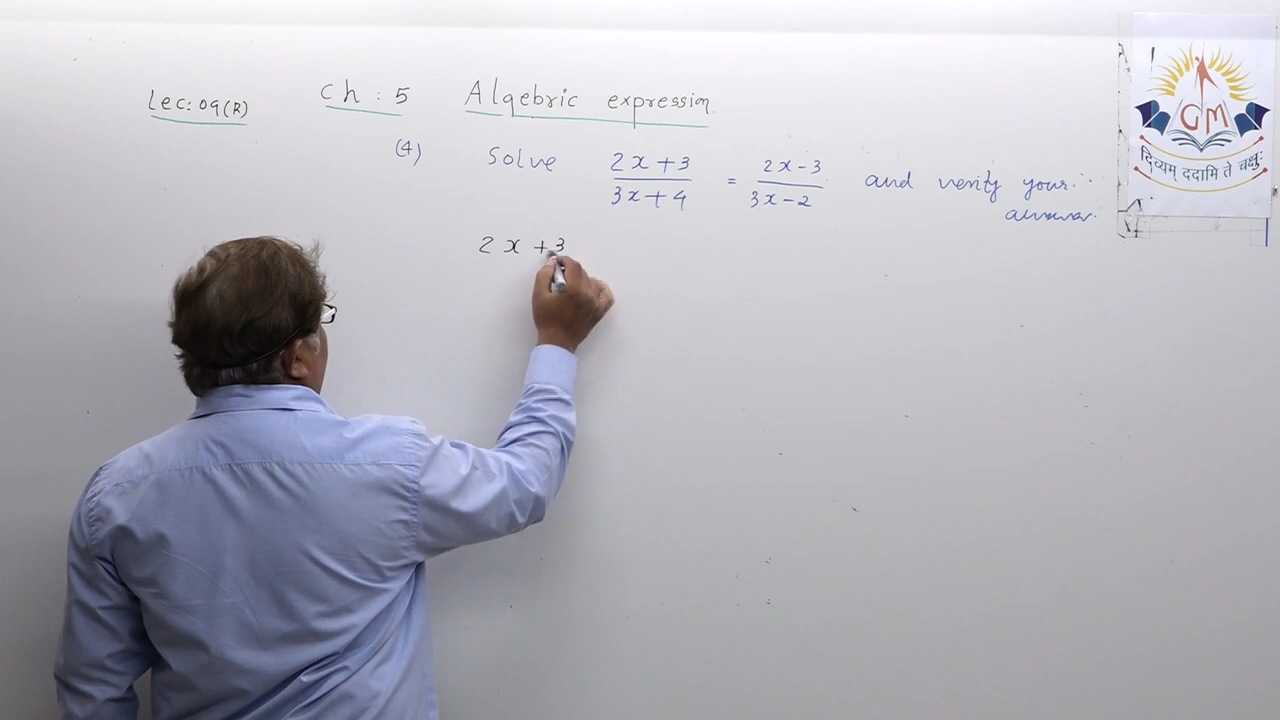 Lec: 09(R) Ch : 5 Algebric expression.
(4) Solve (2x+3)/(3x+4) = (2x-3)/(3x-2) and verify your
answer.
2x +3
GM
दिव्यम् ददामि ते चक्षुः